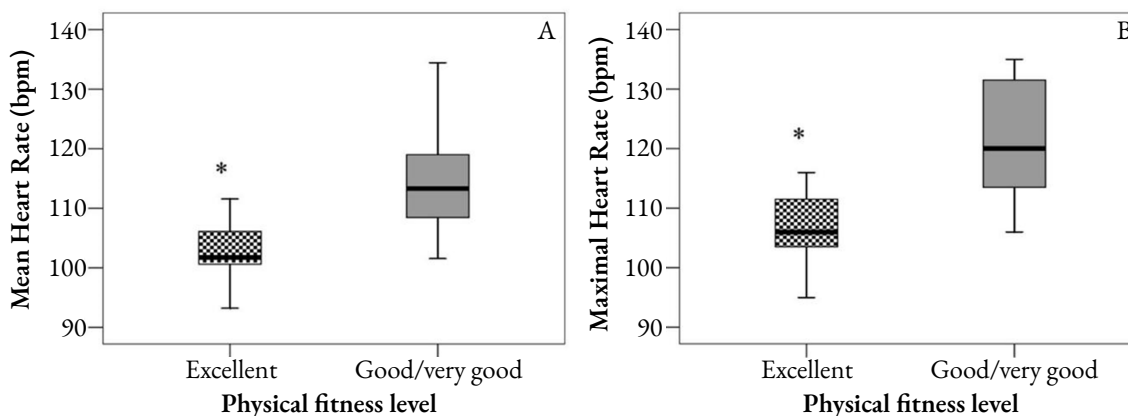 A
Mean Heart Rate (bpm)
140
130
120
110
100
90
*
Excellent
Good/very good
Physical fitness level
B
Maximal Heart Rate (bpm)
140
130
120
110
100
90
*
Excellent
Good/very good
Physical fitness level